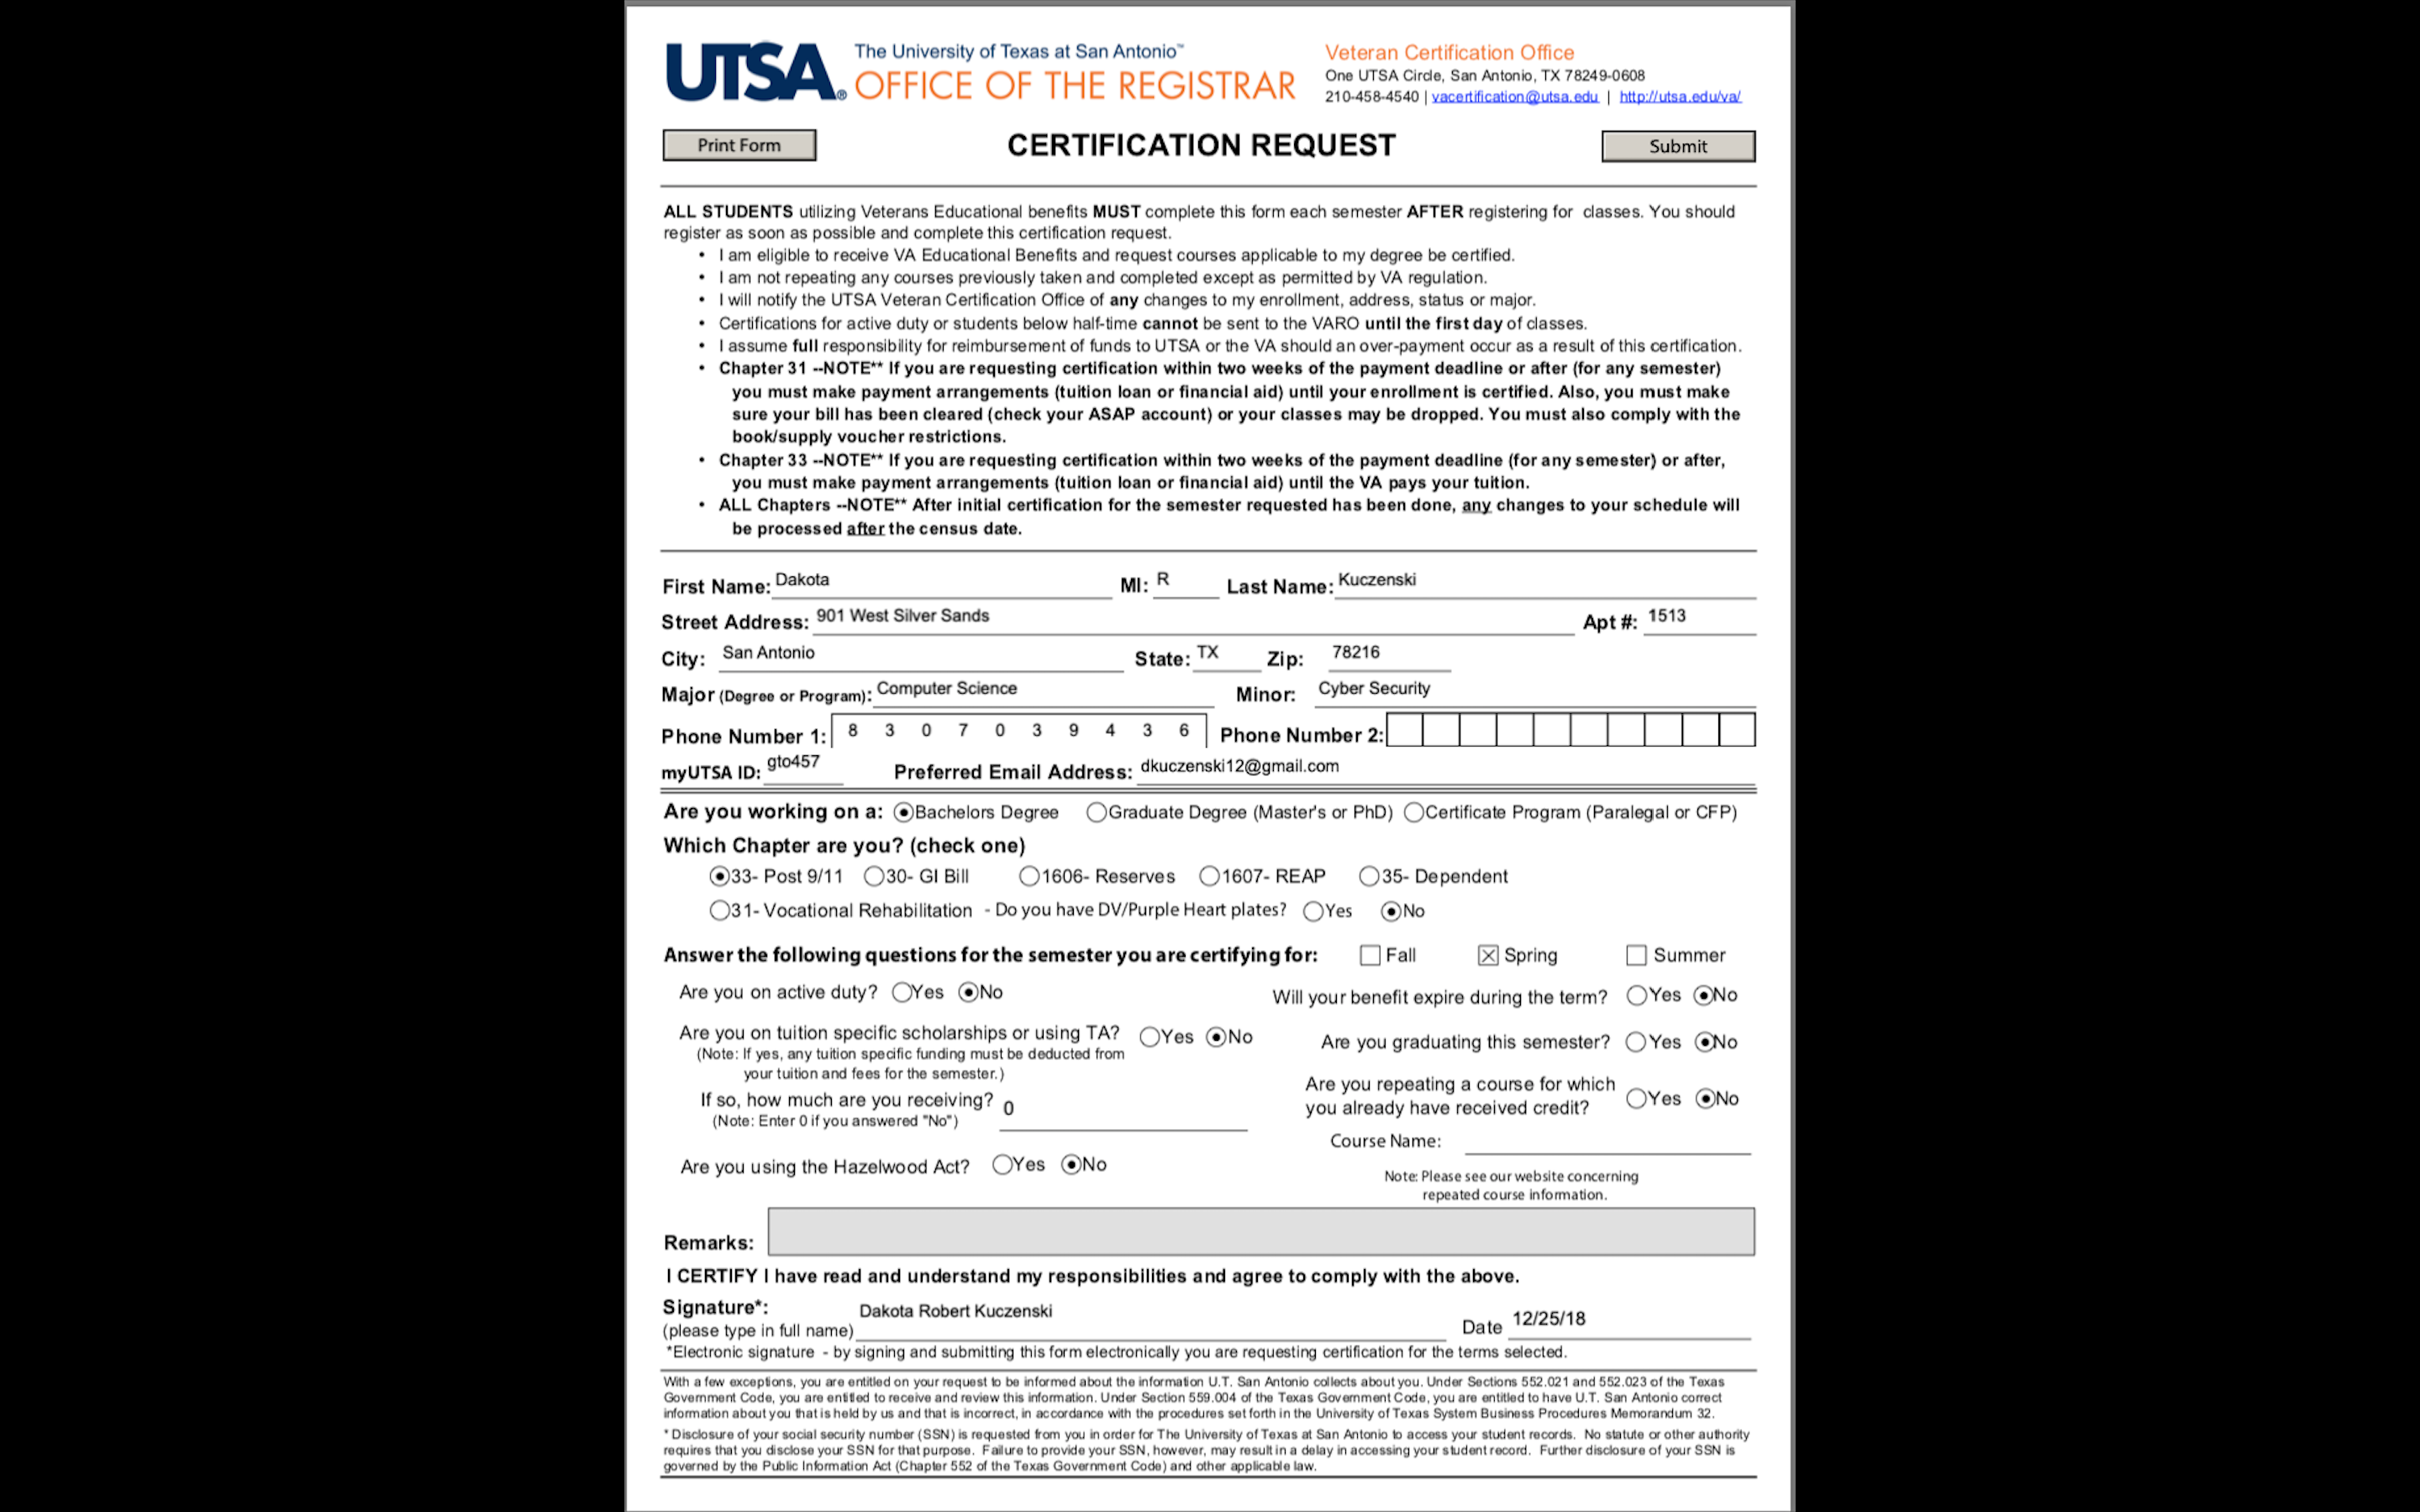 UTSA® The University of Texas at San Antonio™
OFFICE OF THE REGISTRAR
Veteran Certification Office
One UTSA Circle, San Antonio, TX 78249-0608
210-458-4540 | vacertification@utsa.edu | http://utsa.edu/va/
Print Form
CERTIFICATION REQUEST
Submit
ALL STUDENTS utilizing Veterans Educational benefits MUST complete this form each semester AFTER registering for classes. You should
register as soon as possible and complete this certification request.
• I am eligible to receive VA Educational Benefits and request courses applicable to my degree be certified.
• I am not repeating any courses previously taken and completed except as permitted by VA regulation.
• I will notify the UTSA Veteran Certification Office of any changes to my enrollment, address, status or major.
• Certifications for active duty or students below half-time cannot be sent to the VARO until the first day of classes.
• I assume full responsibility for reimbursement of funds to UTSA or the VA should an over-payment occur as a result of this certification.
• Chapter 31 --NOTE** If you are requesting certification within two weeks of the payment deadline or after (for any semester)
you must make payment arrangements (tuition loan or financial aid) until your enrollment is certified. Also, you must make
sure your bill has been cleared (check your ASAP account) or your classes may be dropped. You must also comply with the
book/supply voucher restrictions.
• Chapter 33 --NOTE** If you are requesting certification within two weeks of the payment deadline (for any semester) or after,
you must make payment arrangements (tuition loan or financial aid) until the VA pays your tuition.
• ALL Chapters --NOTE** After initial certification for the semester requested has been done, any changes to your schedule will
be processed after the census date.
First Name: Dakota MI: R Last Name: Kuczenski
Street Address: 901 West Silver Sands Apt #: 1513
City: San Antonio State: TX Zip: 78216
Major (Degree or Program): Computer Science Minor: Cyber Security
Phone Number 1: 8 3 0 7 0 3 9 4 3 6 Phone Number 2:
myUTSA ID: gto457 Preferred Email Address: dkuczenski12@gmail.com
Are you working on a: Bachelors Degree Graduate Degree (Master's or PhD) Certificate Program (Paralegal or CFP)
Which Chapter are you? (check one)
33- Post 9/11 30- GI Bill 1606- Reserves 1607- REAP 35- Dependent
31- Vocational Rehabilitation - Do you have DV/Purple Heart plates? Yes No
Answer the following questions for the semester you are certifying for: Fall Spring Summer
Are you on active duty? Yes No Will your benefit expire during the term? Yes No
Are you on tuition specific scholarships or using TA? Yes No Are you graduating this semester? Yes No
(Note: If yes, any tuition specific funding must be deducted from
your tuition and fees for the semester.)
Are you repeating a course for which
you already have received credit? Yes No
If so, how much are you receiving? 0
(Note: Enter 0 if you answered "No")
Course Name:
Are you using the Hazelwood Act? Yes No
Note: Please see our website concerning
repeated course information.
Remarks:
I CERTIFY I have read and understand my responsibilities and agree to comply with the above.
Signature*: Dakota Robert Kuczenski
(please type in full name) Date 12/25/18
*Electronic signature - by signing and submitting this form electronically you are requesting certification for the terms selected.
With a few exceptions, you are entitled on your request to be informed about the information U.T. San Antonio collects about you. Under Sections 552.021 and 552.023 of the Texas
Government Code, you are entitled to receive and review this information. Under Section 559.004 of the Texas Government Code, you are entitled to have U.T. San Antonio correct
information about you that is held by us and that is incorrect, in accordance with the procedures set forth in the University of Texas System Business Procedures Memorandum 32.
* Disclosure of your social security number (SSN) is requested from you in order for The University of Texas at San Antonio to access your student records. No statute or other authority
requires that you disclose your SSN for that purpose. Failure to provide your SSN, however, may result in a delay in accessing your student record. Further disclosure of your SSN is
governed by the Public Information Act (Chapter 552 of the Texas Government Code) and other applicable law.